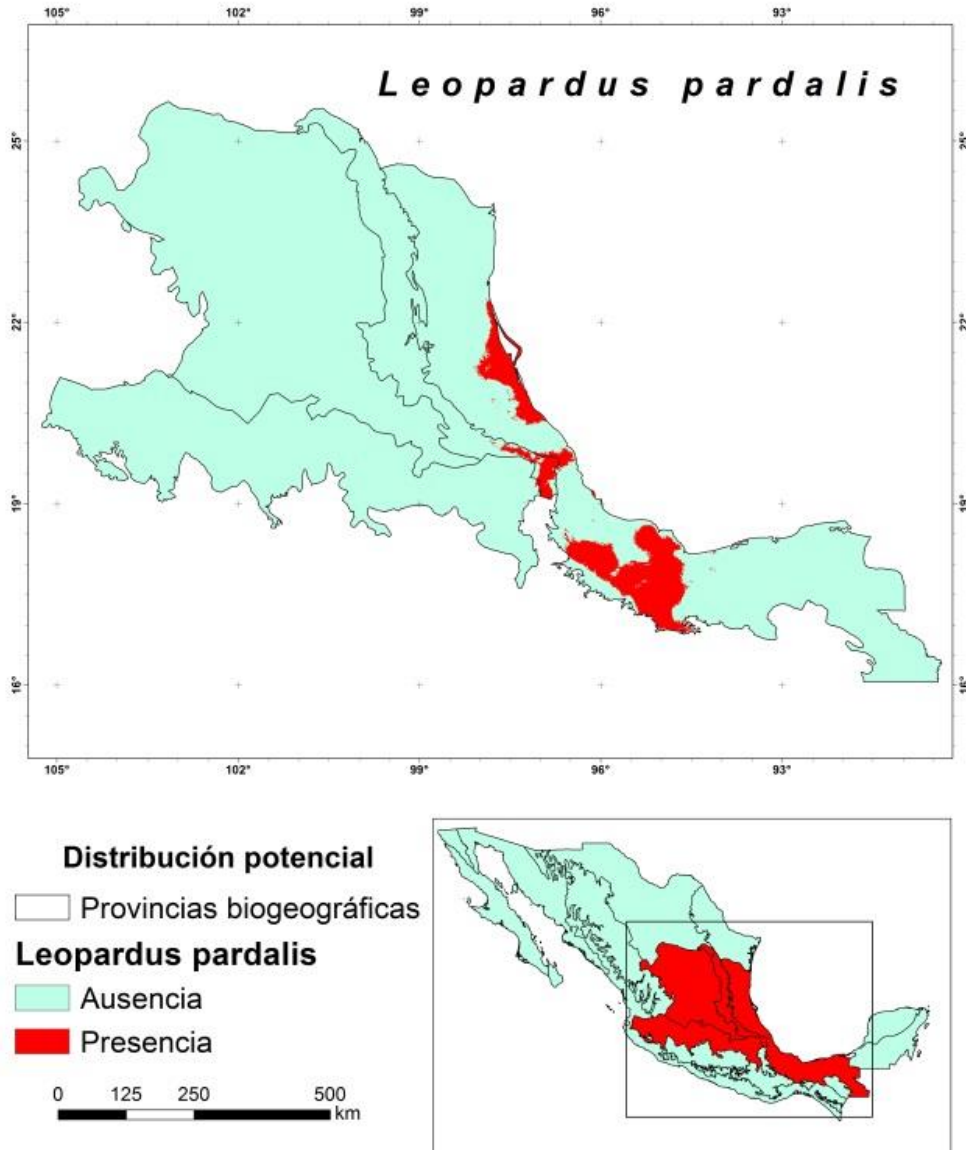 105° 102° 99° 96° 93°
Leopardus pardalis
25° 25°
22° 22°
19° 19°
16° 16°
105° 102° 99° 96° 93°
Distribución potencial
Provincias biogeográficas
Leopardus pardalis
Ausencia
Presencia
0 125 250 500
km